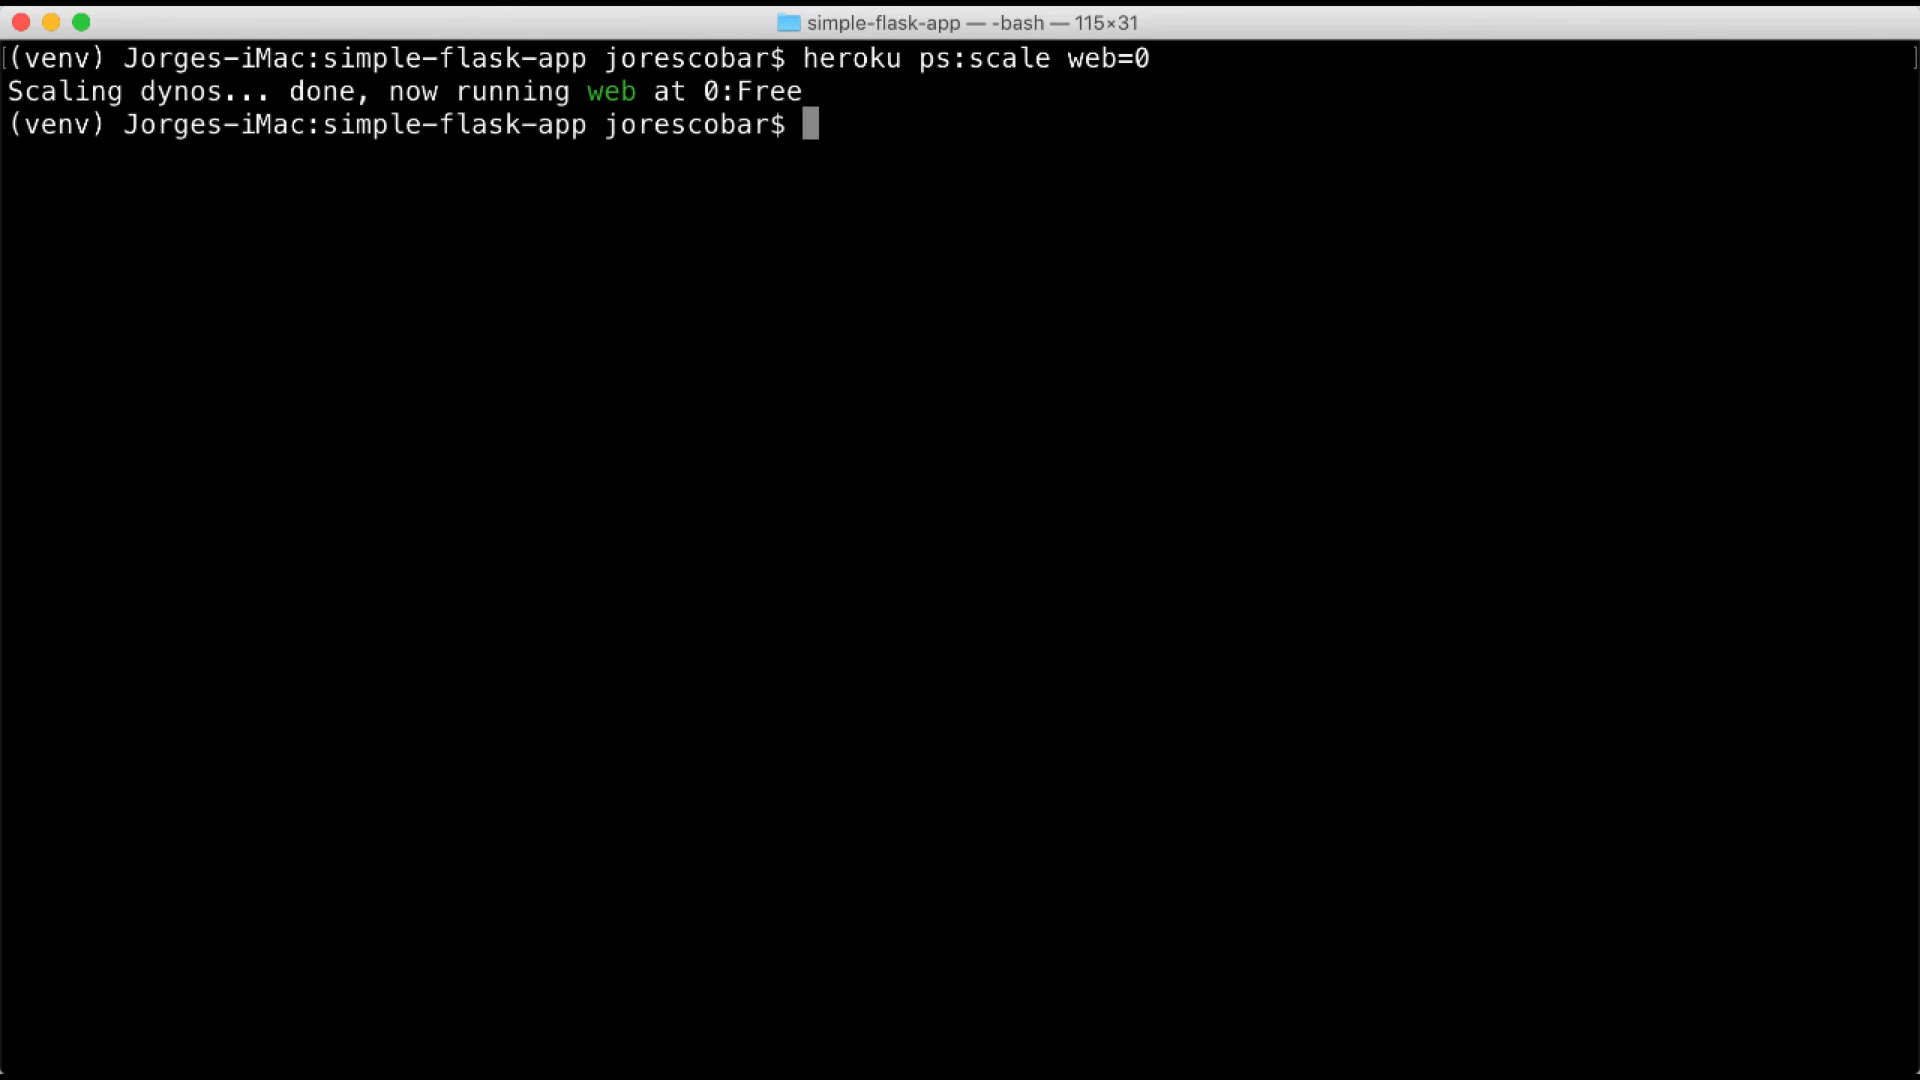 simple-flask-app — -bash — 115×31
(venv) Jorges-iMac:simple-flask-app jorescobar$ heroku ps:scale web=0
Scaling dynos... done, now running web at 0:Free
(venv) Jorges-iMac:simple-flask-app jorescobar$